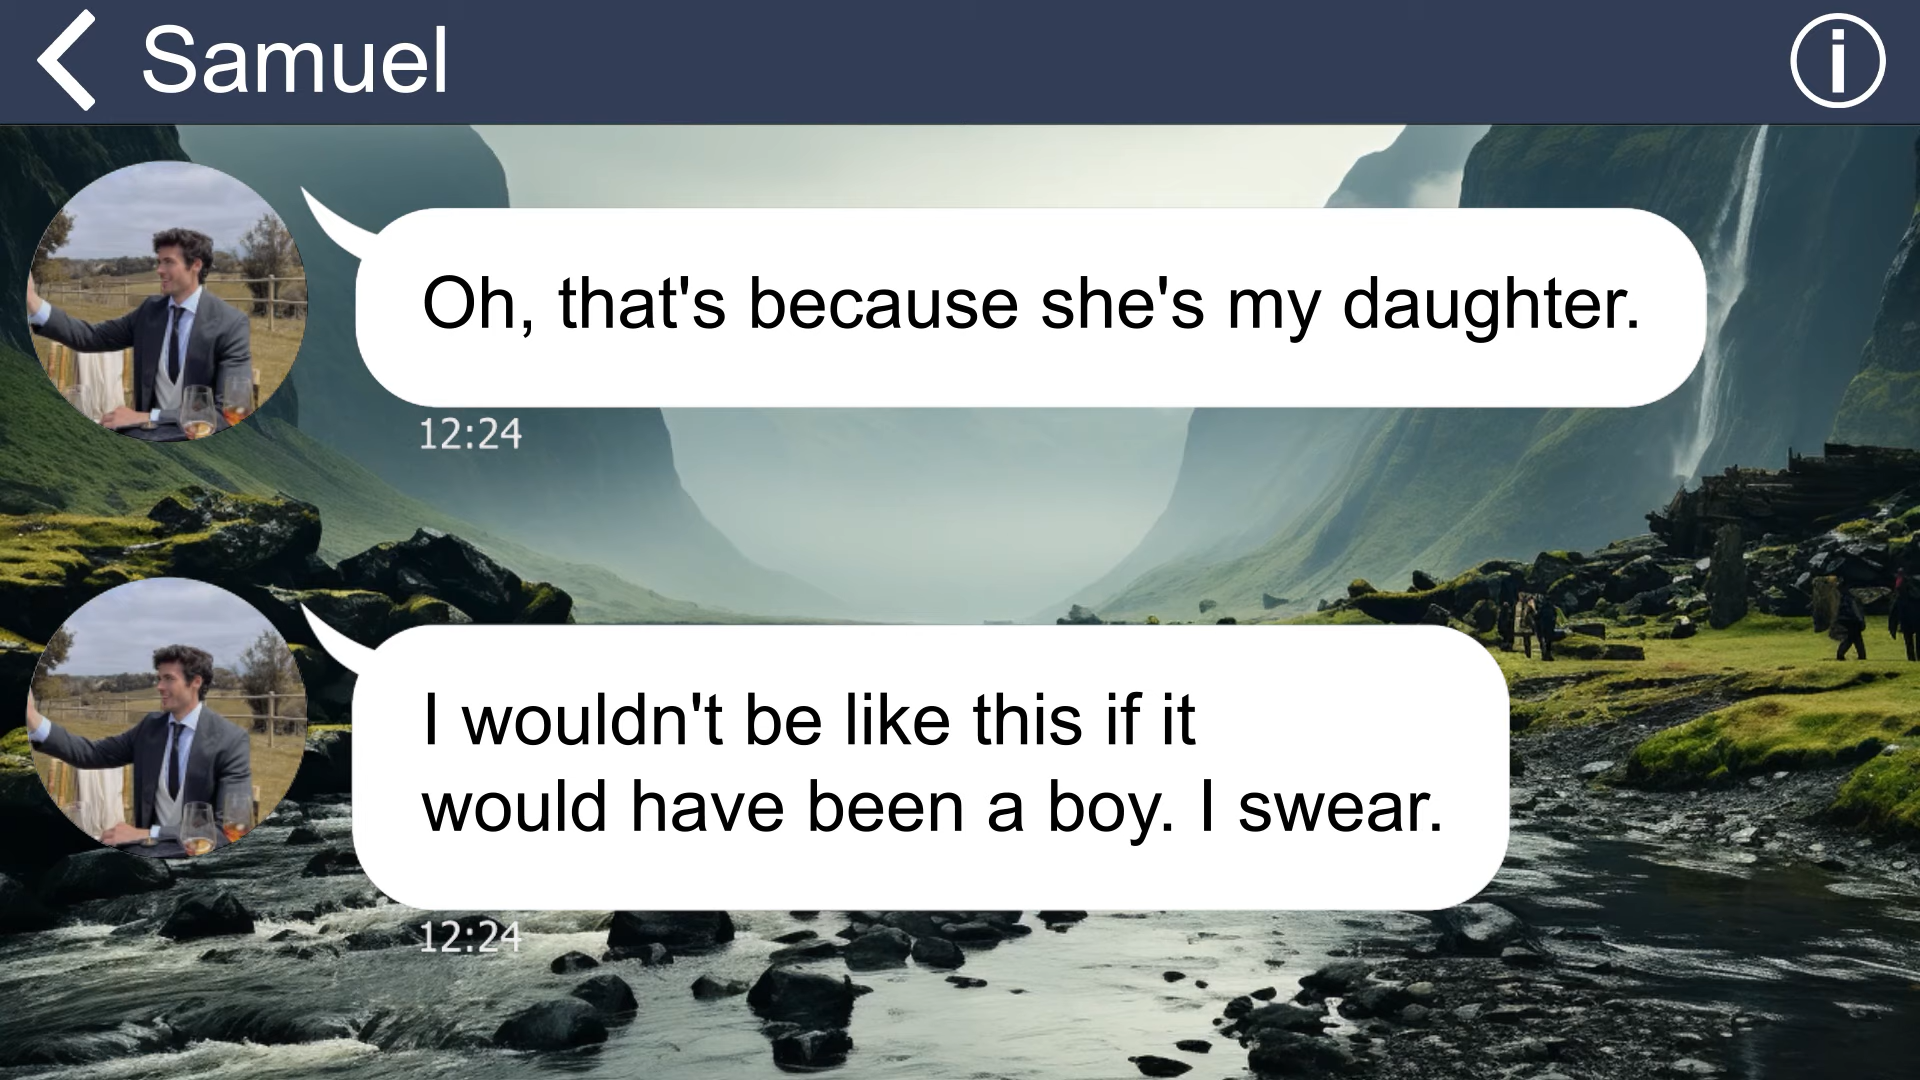 Samuel
Oh, that's because she's my daughter.
12:24
I wouldn't be like this if it
would have been a boy. I swear.
12:24